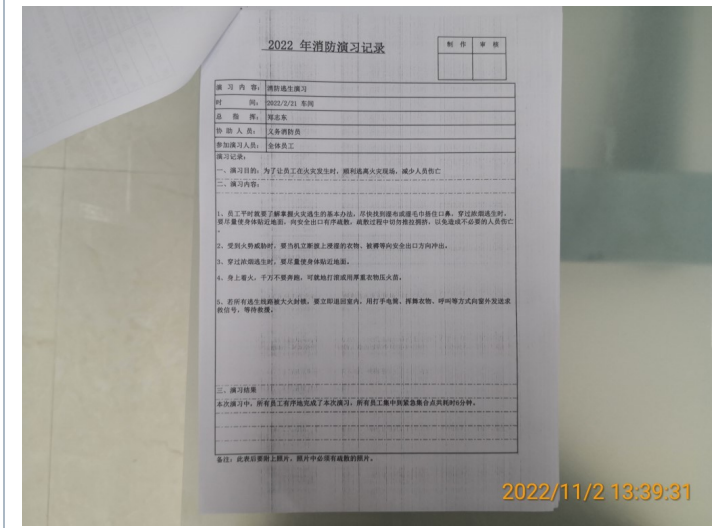 2022 年消防演习记录
制 作 审 核
演 习 内 容: 消防逃生演习
时 间: 2022/2/21 车间
总 指 挥: 郑志东
协 助 人 员: 义务消防员
参加演习人员: 全体员工
演习记录:
一、演习目的: 为了让员工在火灾发生时, 顺利逃离火灾现场, 减少人员伤亡
二、演习内容:
1、员工平时就要了解掌握火灾逃生的基本办法, 尽快找到湿布或湿毛巾捂住口鼻, 穿过浓烟逃生时,
要尽量使身体贴近地面, 向安全出口有序疏散, 疏散过程中切勿推拉拥挤, 以免造成不必要的人员伤亡
。
2、受到火势威胁时, 要当机立断披上浸湿的衣物、被褥等向安全出口方向冲出。
3、穿过浓烟逃生时, 要尽量使身体贴近地面。
4、身上着火, 千万不要奔跑, 可就地打滚或用厚重衣物压火苗。
5、若所有逃生线路被大火封锁, 要立即退回室内, 用打手电筒、挥舞衣物、呼叫等方式向窗外发送求
救信号, 等待救援。
三、演习结果
本次演习中, 所有员工有序地完成了本次演习, 所有员工集中到紧急集合点共耗时6分钟。
备注: 此表后要附上照片, 照片中必须有疏散的照片。
2022/11/2 13:39:31